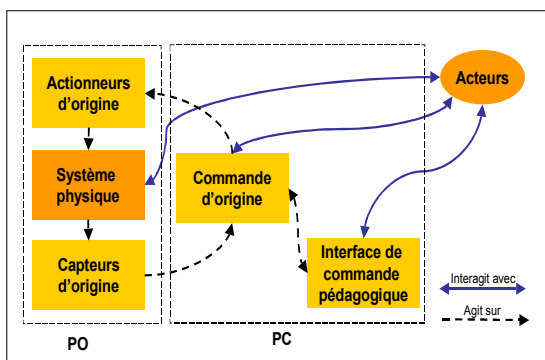 Actionneurs
d'origine
Système
physique
Capteurs
d'origine
PO
Commande
d'origine
Interface de
commande
pédagogique
PC
Acteurs
Interagit avec
Agit sur